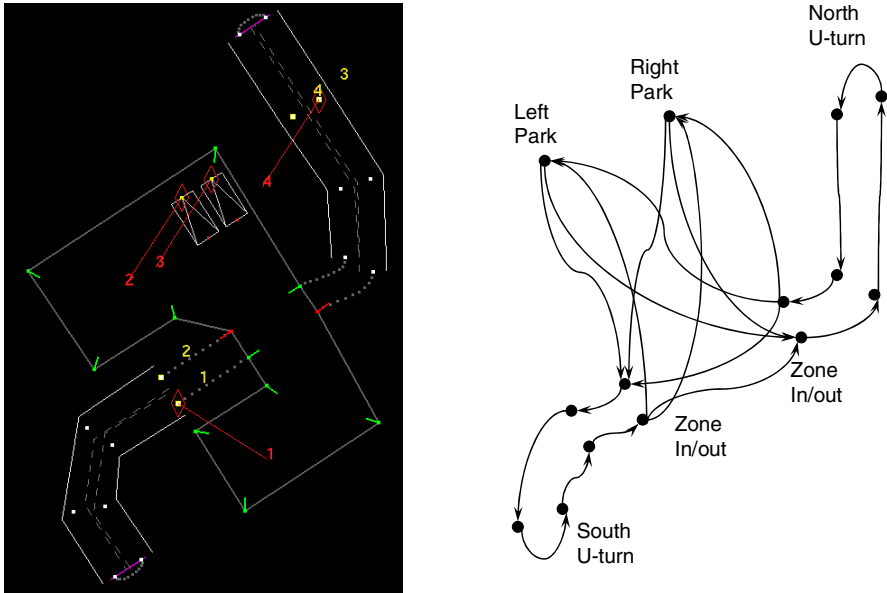 3
4
4
2
3
2
1
1
North
U-turn
Right
Park
Left
Park
Zone
In/out
Zone
In/out
South
U-turn